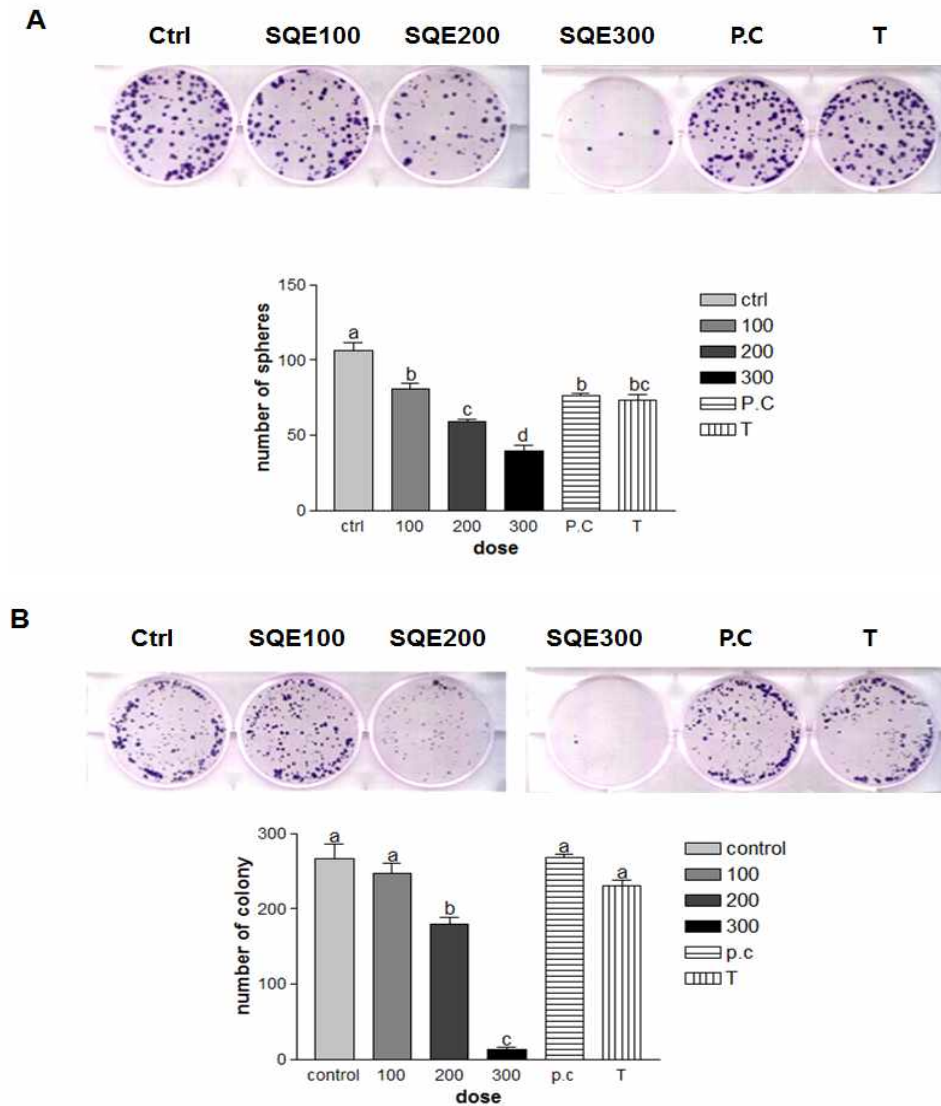 A
Ctrl SQE100 SQE200 SQE300 P.C T
150
100
50
0
number of spheres
a
b
c
d
b
bc
ctrl 100 200 300 P.C T
dose
ctrl
100
200
300
P.C
T
B
Ctrl SQE100 SQE200 SQE300 P.C T
300
200
100
0
number of colony
a
a
b
c
a
a
control 100 200 300 p.c T
dose
control
100
200
300
p.c
T